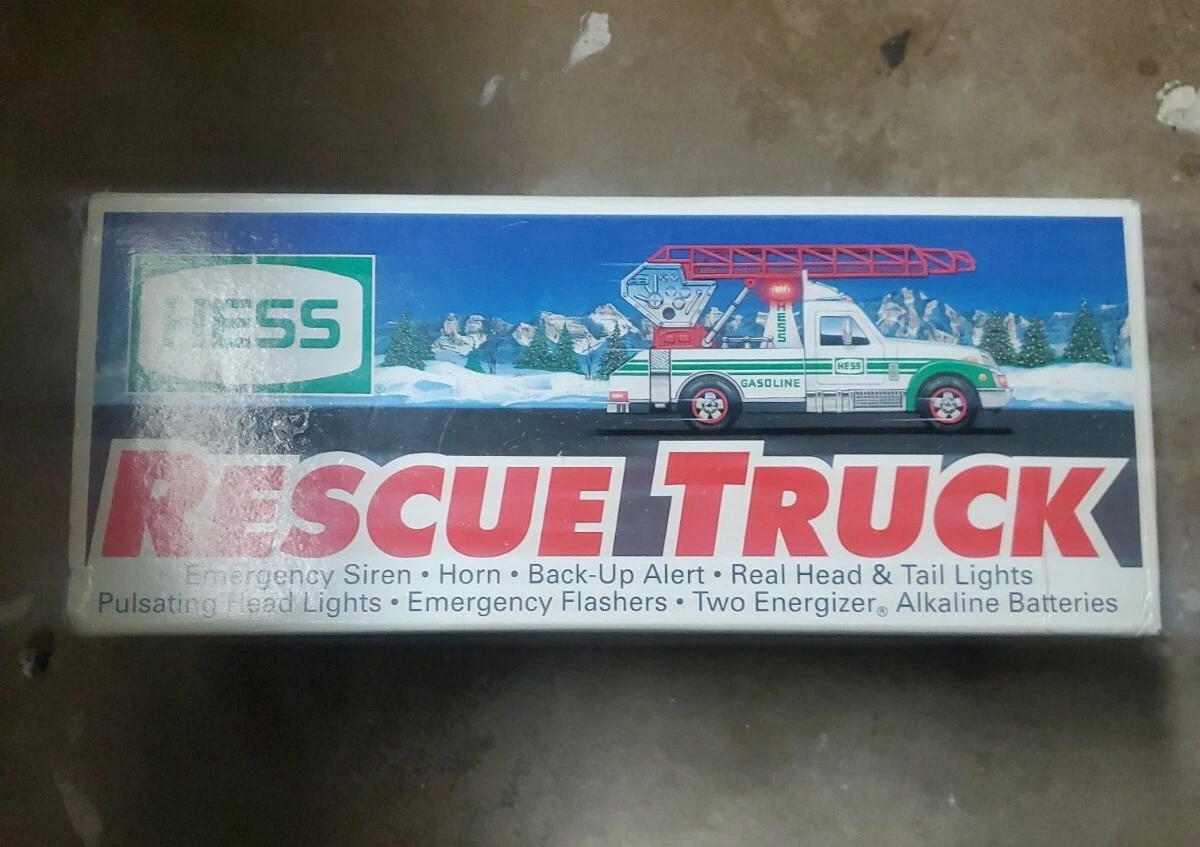 HESS
®
HESS
HESS
GASOLINE
RESCUE TRUCK
Emergency Siren • Horn • Back-Up Alert • Real Head & Tail Lights
Pulsating Head Lights • Emergency Flashers • Two Energizer® Alkaline Batteries